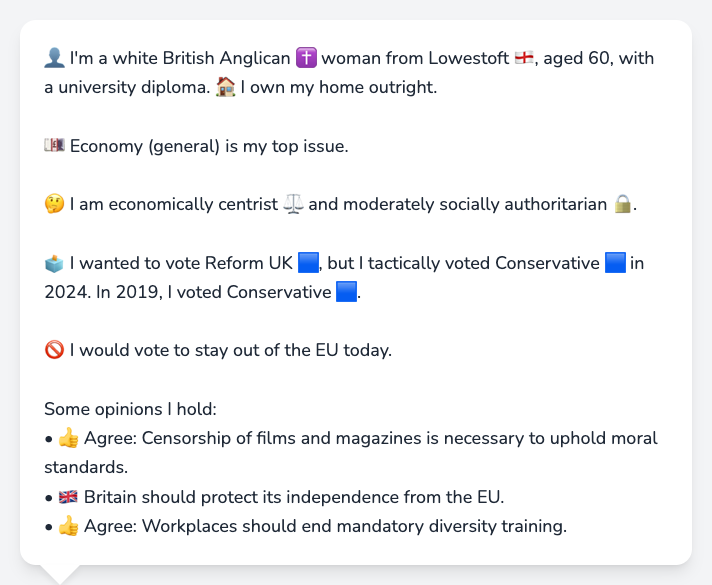 👤 I'm a white British Anglican ✝️ woman from Lowestoft 🏴󠁧󠁢󠁥󠁮󠁧󠁿, aged 60, with
a university diploma. 🏠 I own my home outright.
💷 Economy (general) is my top issue.
🤔 I am economically centrist ⚖️ and moderately socially authoritarian 🔒.
🗳️ I wanted to vote Reform UK 🟦, but I tactically voted Conservative 🟦 in
2024. In 2019, I voted Conservative 🟦.
🚫 I would vote to stay out of the EU today.
Some opinions I hold:
• 👍 Agree: Censorship of films and magazines is necessary to uphold moral
standards.
• 🇬🇧 Britain should protect its independence from the EU.
• 👍 Agree: Workplaces should end mandatory diversity training.